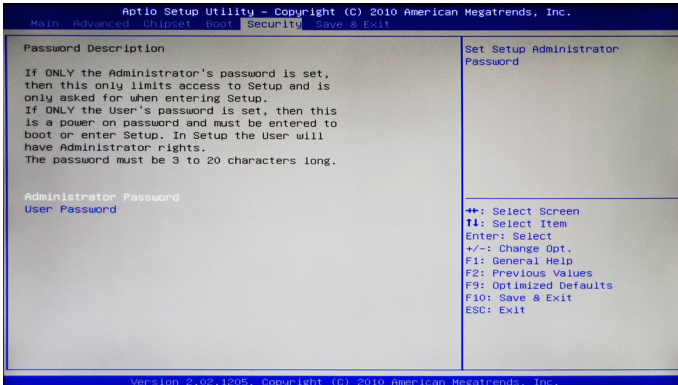 Aptio Setup Utility – Copyright (C) 2010 American Megatrends, Inc.
Main Advanced Chipset Boot Security Save & Exit
Password Description
If ONLY the Administrator's password is set,
then this only limits access to Setup and is
only asked for when entering Setup.
If ONLY the User's password is set, then this
is a power on password and must be entered to
boot or enter Setup. In Setup the User will
have Administrator rights.
The password must be 3 to 20 characters long.
Administrator Password
User Password
Set Setup Administrator
Password
→←: Select Screen
↑↓: Select Item
Enter: Select
+/-: Change Opt.
F1: General Help
F2: Previous Values
F9: Optimized Defaults
F10: Save & Exit
ESC: Exit
Version 2.02.1205. Copyright (C) 2010 American Megatrends, Inc.